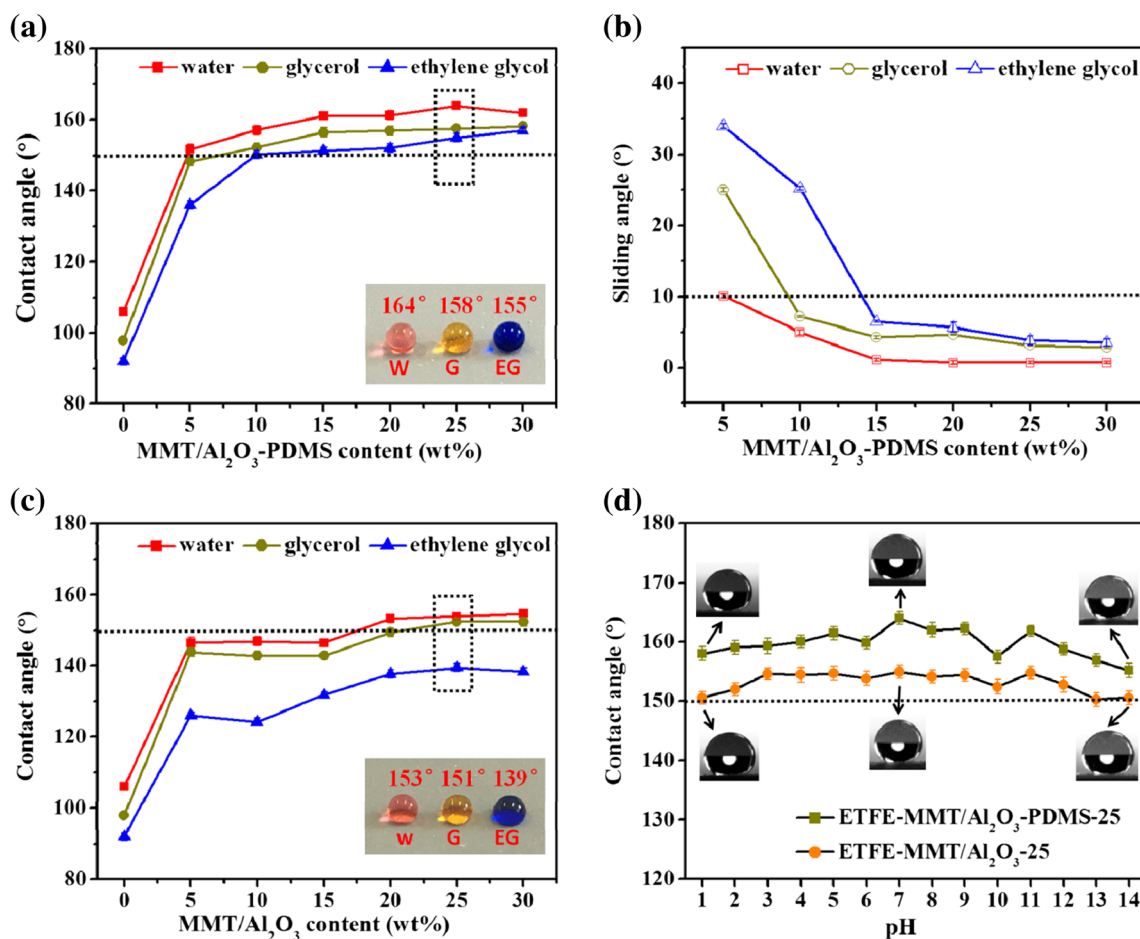 (a)
180
160
140
120
100
80
Contact angle (°)
water glycerol ethylene glycol
164° 158° 155°
W G EG
0 5 10 15 20 25 30
MMT/Al₂O₃-PDMS content (wt%)
(b)
40
30
20
10
0
Sliding angle (°)
water glycerol ethylene glycol
5 10 15 20 25 30
MMT/Al₂O₃-PDMS content (wt%)
(c)
180
160
140
120
100
80
Contact angle (°)
water glycerol ethylene glycol
153° 151° 139°
w G EG
0 5 10 15 20 25 30
MMT/Al₂O₃ content (wt%)
(d)
180
170
160
150
140
130
120
Contact angle (°)
ETFE-MMT/Al₂O₃-PDMS-25
ETFE-MMT/Al₂O₃-25
1 2 3 4 5 6 7 8 9 10 11 12 13 14
pH